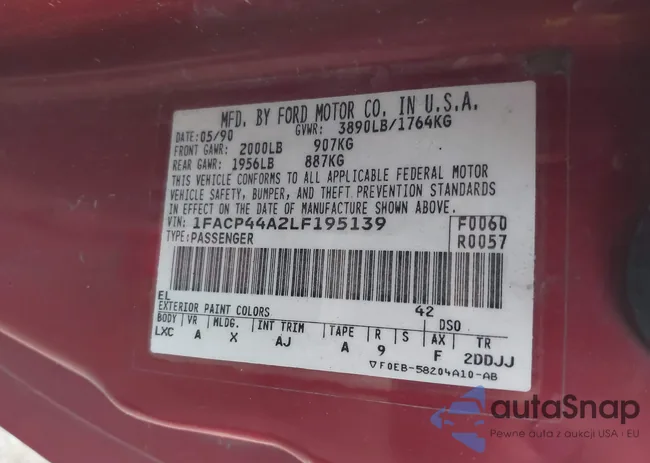 MFD. BY FORD MOTOR CO. IN U.S.A.
DATE: 05/90 GVWR: 3890LB/1764KG
FRONT GAWR: 2000LB 907KG
REAR GAWR: 1956LB 887KG
THIS VEHICLE CONFORMS TO ALL APPLICABLE FEDERAL MOTOR
VEHICLE SAFETY, BUMPER, AND THEFT PREVENTION STANDARDS
IN EFFECT ON THE DATE OF MANUFACTURE SHOWN ABOVE.
VIN: 1FACP44A2LF195139 F0060
TYPE: PASSENGER R0057
EL 42
EXTERIOR PAINT COLORS DSO
BODY VR MLDG. INT TRIM TAPE R S AX TR
LXC A X AJ A 9 F 2DDJJ
▽F0EB-58204A10-AB
autaSnap
Pewne auta z aukcji USA i EU